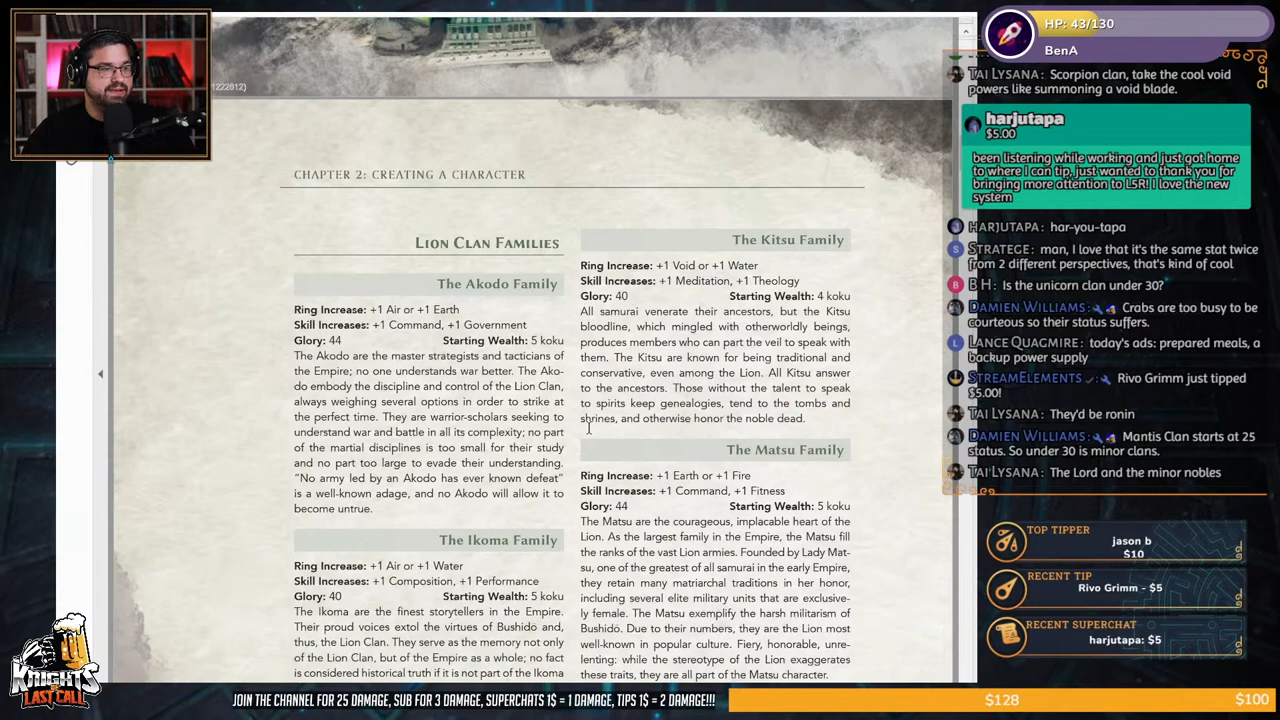 1222612)
CHAPTER 2: CREATING A CHARACTER
LION CLAN FAMILIES
The Akodo Family
Ring Increase: +1 Air or +1 Earth
Skill Increases: +1 Command, +1 Government
Glory: 44 Starting Wealth: 5 koku
The Akodo are the master strategists and tacticians of
the Empire; no one understands war better. The Ako-
do embody the discipline and control of the Lion Clan,
always weighing several options in order to strike at
the perfect time. They are warrior-scholars seeking to
understand war and battle in all its complexity; no part
of the martial disciplines is too small for their study
and no part too large to evade their understanding.
“No army led by an Akodo has ever known defeat”
is a well-known adage, and no Akodo will allow it to
become untrue.
The Ikoma Family
Ring Increase: +1 Air or +1 Water
Skill Increases: +1 Composition, +1 Performance
Glory: 40 Starting Wealth: 5 koku
The Ikoma are the finest storytellers in the Empire.
Their proud voices extol the virtues of Bushidō and,
thus, the Lion Clan. They serve as the memory not only
of the Lion Clan, but of the Empire as a whole; no fact
is considered historical truth if it is not part of the Ikoma
The Kitsu Family
Ring Increase: +1 Void or +1 Water
Skill Increases: +1 Meditation, +1 Theology
Glory: 40 Starting Wealth: 4 koku
All samurai venerate their ancestors, but the Kitsu
bloodline, which mingled with otherworldly beings,
produces members who can part the veil to speak with
them. The Kitsu are known for being traditional and
conservative, even among the Lion. All Kitsu answer
to the ancestors. Those without the talent to speak
to spirits keep genealogies, tend to the tombs and
shrines, and otherwise honor the noble dead.
The Matsu Family
Ring Increase: +1 Earth or +1 Fire
Skill Increases: +1 Command, +1 Fitness
Glory: 44 Starting Wealth: 5 koku
The Matsu are the courageous, implacable heart of the
Lion. As the largest family in the Empire, the Matsu fill
the ranks of the vast Lion armies. Founded by Lady Mat-
su, one of the greatest of all samurai in the early Empire,
they retain many matriarchal traditions in her honor,
including several elite military units that are exclusive-
ly female. The Matsu exemplify the harsh militarism of
Bushidō. Due to their numbers, they are the Lion most
well-known in popular culture. Fiery, honorable, unre-
lenting: while the stereotype of the Lion exaggerates
these traits, they are all part of the Matsu character.
HP: 43/130
BenA
TAI LYSANA: Scorpion clan, take the cool void
powers like summoning a void blade.
harjutapa
$5.00
been listening while working and just got home
to where I can tip, just wanted to thank you for
bringing more attention to L5R! I love the new
system
HARJUTAPA: har-you-tapa
STRATEGE: man, I love that it's the same stat twice
from 2 different perspectives, that's kind of cool
B H: Is the unicorn clan under 30?
DAMIEN WILLIAMS: Crabs are too busy to be
courteous so their status suffers.
LANCE QUAGMIRE: today's ads: prepared meals, a
backup power supply
STREAMELEMENTS: Rivo Grimm just tipped
$5.00!
TAI LYSANA: They'd be ronin
DAMIEN WILLIAMS: Mantis Clan starts at 25
status. So under 30 is minor clans.
TAI LYSANA: The Lord and the minor nobles
TOP TIPPER
jason b
$10
RECENT TIP
Rivo Grimm - $5
RECENT SUPERCHAT
harjutapa: $5
KNIGHTS
OF
LAST CALL
JOIN THE CHANNEL FOR 25 DAMAGE, SUB FOR 3 DAMAGE, SUPERCHATS 1$ = 1 DAMAGE, TIPS 1$ = 2 DAMAGE!!!
$128
$100